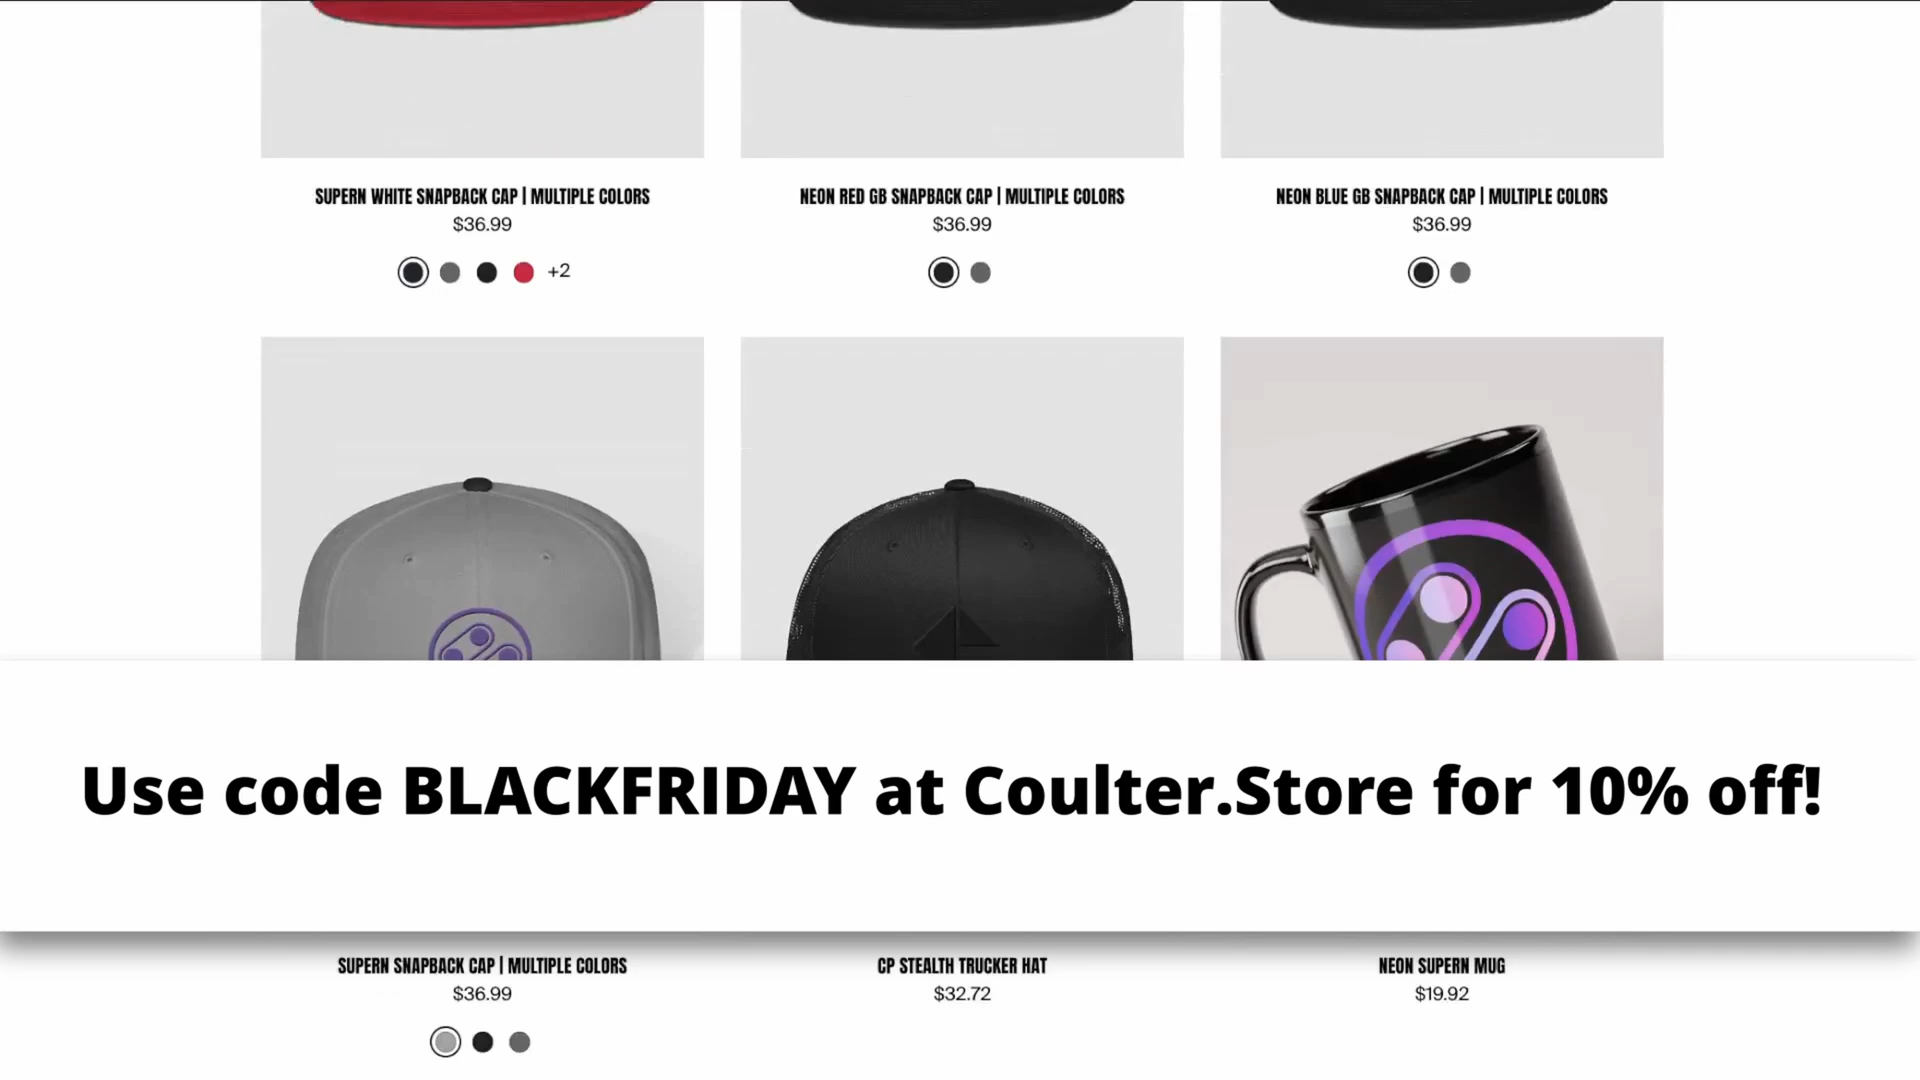 SUPERN WHITE SNAPBACK CAP | MULTIPLE COLORS
$36.99
+2
NEON RED GB SNAPBACK CAP | MULTIPLE COLORS
$36.99
NEON BLUE GB SNAPBACK CAP | MULTIPLE COLORS
$36.99
Use code BLACKFRIDAY at Coulter.Store for 10% off!
SUPERN SNAPBACK CAP | MULTIPLE COLORS
$36.99
CP STEALTH TRUCKER HAT
$32.72
NEON SUPERN MUG
$19.92